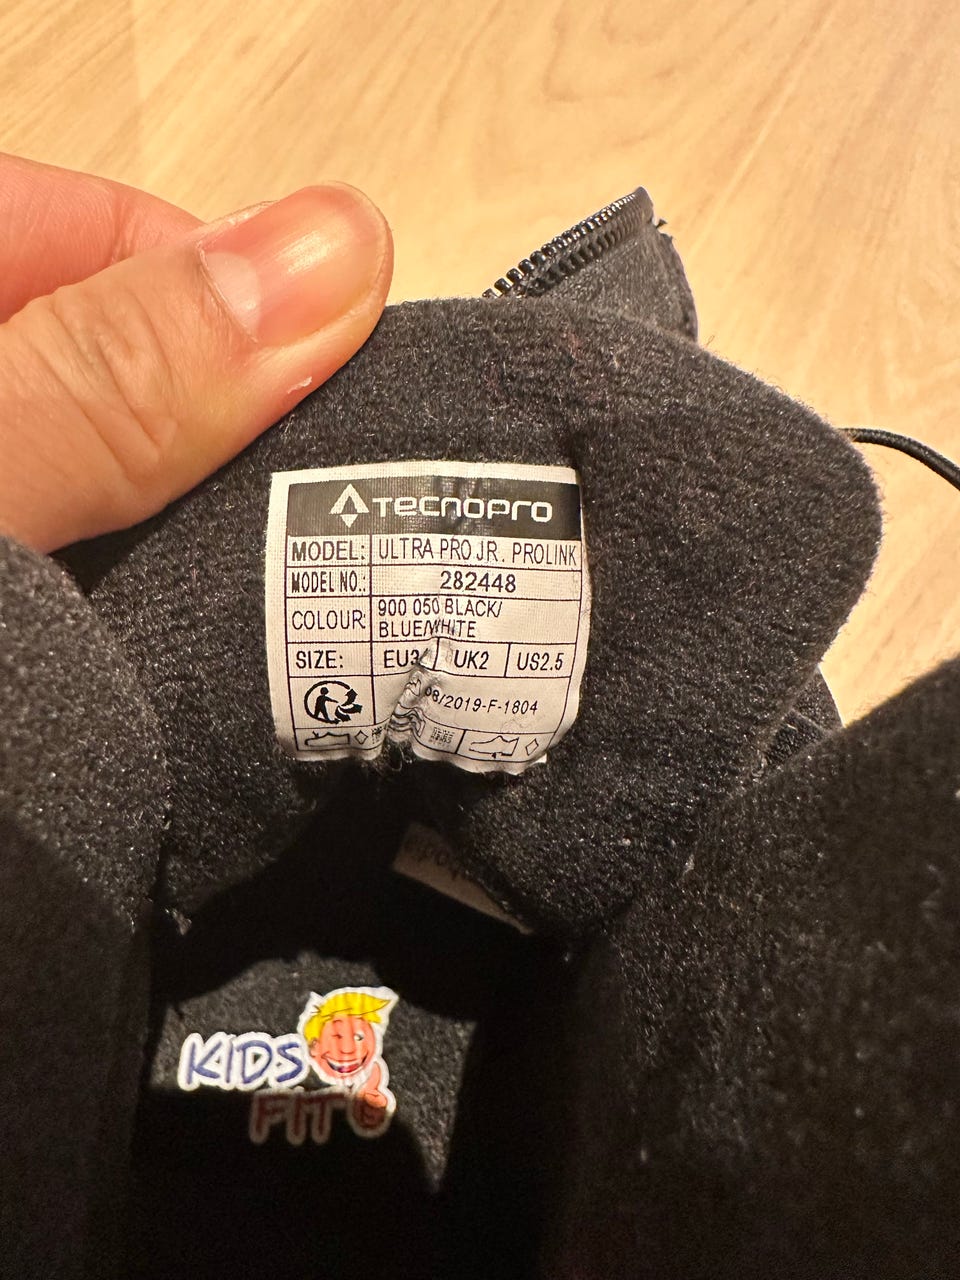 TECNOPRO
MODEL: ULTRA PRO JR. PROLINK
MODEL NO.: 282448
COLOUR 900 050 BLACK/
BLUE/WHITE
SIZE: UK2 US2.5
08/2019-F-1804
KIDS
FIT